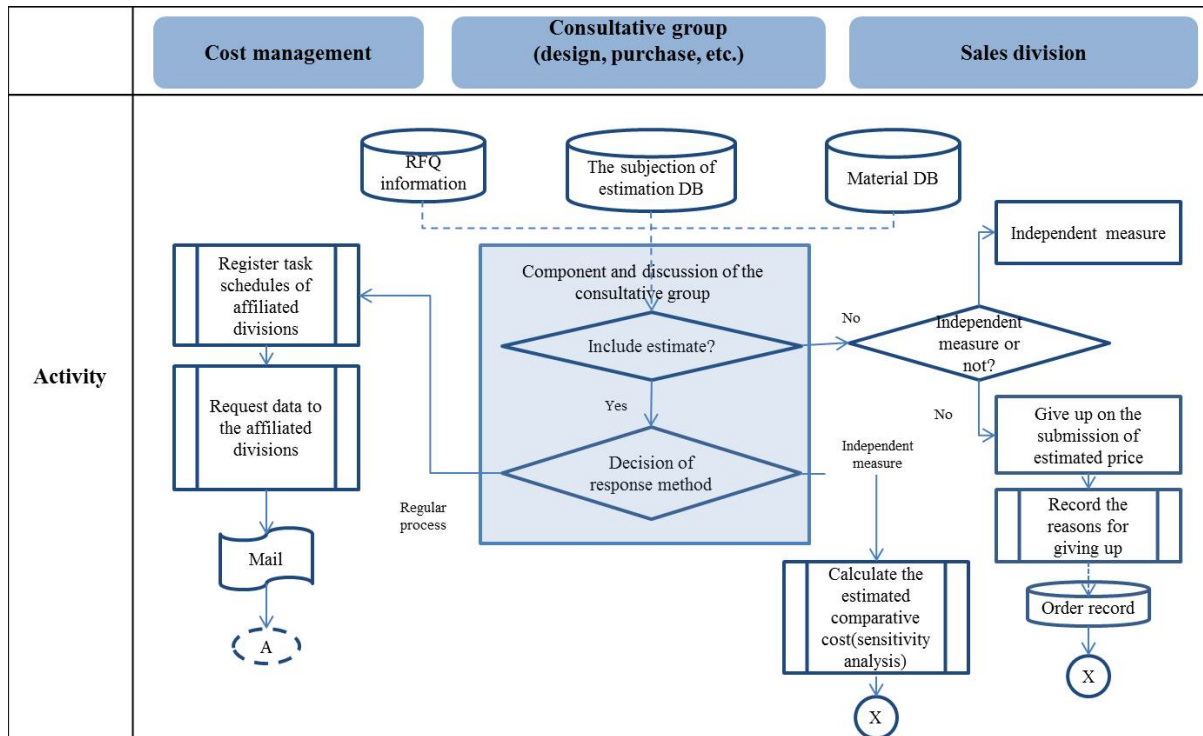 Cost management
Consultative group
(design, purchase, etc.)
Sales division
Activity
RFQ
information
The subjection of
estimation DB
Material DB
Register task
schedules of
affiliated
divisions
Component and discussion of the
consultative group
Independent measure
Include estimate?
No
Independent
measure or
not?
Request data to
the affiliated
divisions
Yes
No
Give up on the
submission of
estimated price
Decision of
response method
Independent
measure
Regular
process
Record the
reasons for
giving up
Mail
Calculate the
estimated
comparative
cost(sensitivity
analysis)
Order record
A
X
X